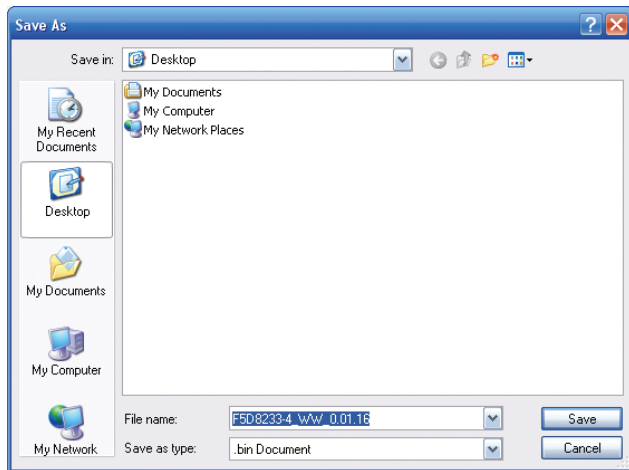 Save As
Save in:
Desktop
My Recent
Documents
Desktop
My Documents
My Computer
My Network
My Documents
My Computer
My Network Places
File name:
F5D8233-4_WW_0.01.16
Save
Save as type:
.bin Document
Cancel